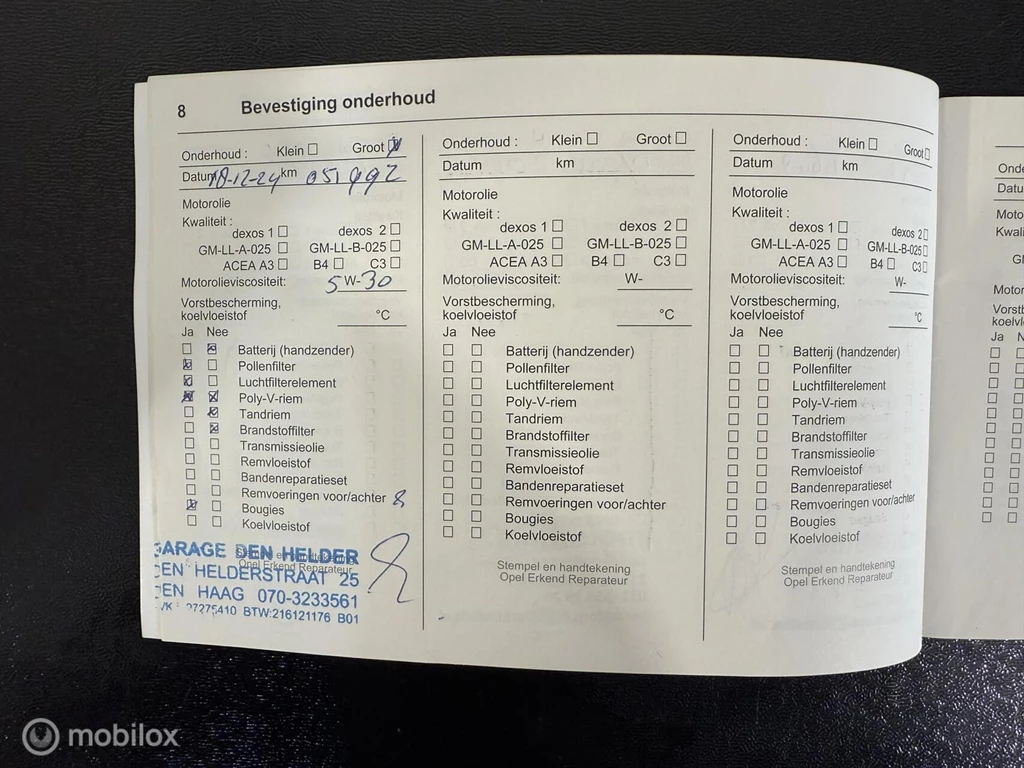 8 Bevestiging onderhoud
Onderhoud : Klein ☐ Groot ☒
Datum 18-12-24 km 051992
Motorolie
Kwaliteit :
dexos 1 ☐ dexos 2 ☐
GM-LL-A-025 ☐ GM-LL-B-025 ☐
ACEA A3 ☐ B4 ☐ C3 ☐
Motorolieviscositeit: 5 W-30
Vorstbescherming,
koelvloeistof °C
Ja Nee
☐ ☒ Batterij (handzender)
☒ ☐ Pollenfilter
☒ ☐ Luchtfilterelement
☒ ☒ Poly-V-riem
☐ ☒ Tandriem
☐ ☒ Brandstoffilter
☐ ☐ Transmissieolie
☐ ☐ Remvloeistof
☐ ☐ Bandenreparatieset
☐ ☐ Remvoeringen voor/achter
☒ ☐ Bougies
☐ ☐ Koelvloeistof
Stempel en handtekening
Opel Erkend Reparateur
GARAGE DEN HELDER
DEN HELDERSTRAAT 25
DEN HAAG 070-3233561
27275410 BTW:216121176 B01
Onderhoud : Klein ☐ Groot ☐
Datum km
Motorolie
Kwaliteit :
dexos 1 ☐ dexos 2 ☐
GM-LL-A-025 ☐ GM-LL-B-025 ☐
ACEA A3 ☐ B4 ☐ C3 ☐
Motorolieviscositeit: W-
Vorstbescherming,
koelvloeistof °C
Ja Nee
☐ ☐ Batterij (handzender)
☐ ☐ Pollenfilter
☐ ☐ Luchtfilterelement
☐ ☐ Poly-V-riem
☐ ☐ Tandriem
☐ ☐ Brandstoffilter
☐ ☐ Transmissieolie
☐ ☐ Remvloeistof
☐ ☐ Bandenreparatieset
☐ ☐ Remvoeringen voor/achter
☐ ☐ Bougies
☐ ☐ Koelvloeistof
Stempel en handtekening
Opel Erkend Reparateur
Onderhoud : Klein ☐ Groot ☐
Datum km
Motorolie
Kwaliteit :
dexos 1 ☐ dexos 2 ☐
GM-LL-A-025 ☐ GM-LL-B-025 ☐
ACEA A3 ☐ B4 ☐ C3 ☐
Motorolieviscositeit: W-
Vorstbescherming,
koelvloeistof °C
Ja Nee
☐ ☐ Batterij (handzender)
☐ ☐ Pollenfilter
☐ ☐ Luchtfilterelement
☐ ☐ Poly-V-riem
☐ ☐ Tandriem
☐ ☐ Brandstoffilter
☐ ☐ Transmissieolie
☐ ☐ Remvloeistof
☐ ☐ Bandenreparatieset
☐ ☐ Remvoeringen voor/achter
☐ ☐ Bougies
☐ ☐ Koelvloeistof
Stempel en handtekening
Opel Erkend Reparateur
Ja N
mobilox